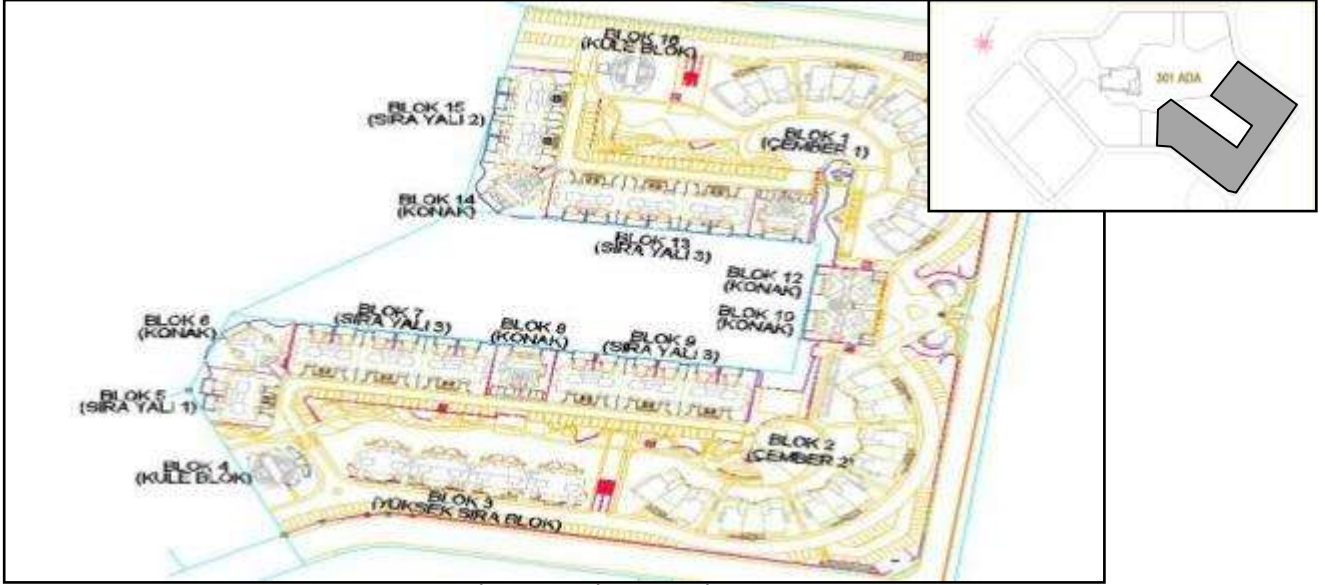 BLOK 16
(KULE BLOK)
301 ADA
BLOK 15
(SIRA YALI 2)
BLOK 1
(ÇEMBER 1)
BLOK 14
(KONAK)
BLOK 13
(SIRA YALI 3)
BLOK 12
(KONAK)
BLOK 10
(KONAK)
BLOK 6
(KONAK)
BLOK 7
(SIRA YALI 3)
BLOK 8
(KONAK)
BLOK 9
(SIRA YALI 3)
BLOK 5
(SIRA YALI 1)
BLOK 2
(ÇEMBER 2)
BLOK 4
(KULE BLOK)
BLOK 3
(YÜKSEK SIRA BLOK)